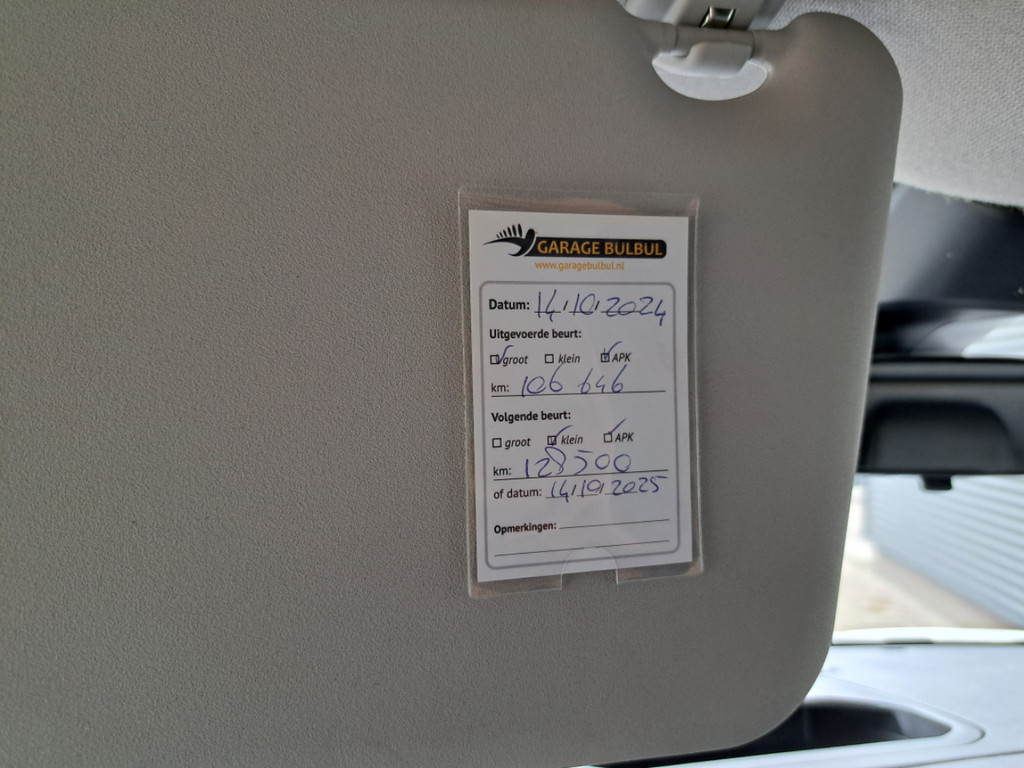 GARAGE BULBUL
www.garagebulbul.nl
Datum: 14,10,2024
Uitgevoerde beurt:
groot klein APK
km: 106 646
Volgende beurt:
groot klein APK
km: 128500
of datum: 14,10,2025
Opmerkingen: